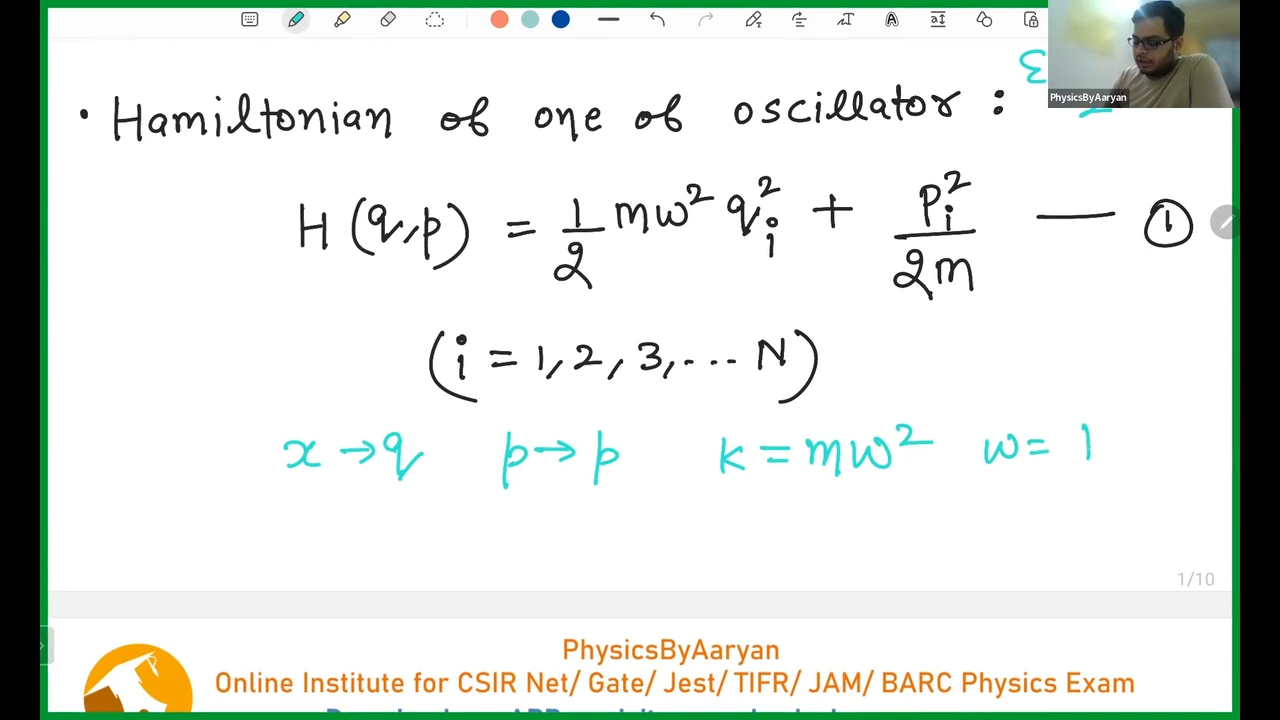 ε
PhysicsByAaryan
• Hamiltonian of one of oscillator :
H(q,p) = 1/2 mω² qᵢ² + pᵢ²/2m —— ①
(i = 1, 2, 3, ... N)
x → q p → p k = mω² ω = 1
1/10
PhysicsByAaryan
Online Institute for CSIR Net/ Gate/ Jest/ TIFR/ JAM/ BARC Physics Exam